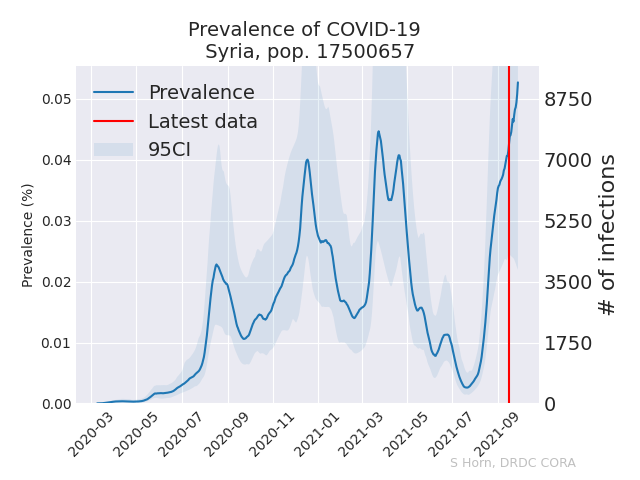 Prevalence of COVID-19
Syria, pop. 17500657
Prevalence
Latest data
95CI
Prevalence (%)
0.05
0.04
0.03
0.02
0.01
0.00
8750
7000
5250
3500
1750
0
# of infections
2020-03
2020-05
2020-07
2020-09
2020-11
2021-01
2021-03
2021-05
2021-07
2021-09
S Horn, DRDC CORA